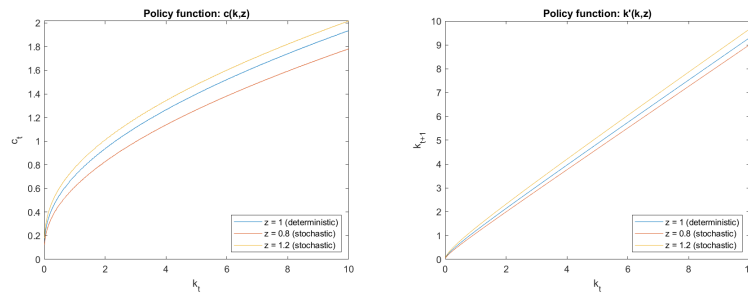 Policy function: c(k,z)
2
1.8
1.6
1.4
1.2
1
0.8
0.6
0.4
0.2
0
c_t
0 2 4 6 8 10
k_t
z = 1 (deterministic)
z = 0.8 (stochastic)
z = 1.2 (stochastic)
Policy function: k'(k,z)
10
9
8
7
6
5
4
3
2
1
0
k_{t+1}
0 2 4 6 8 10
k_t
z = 1 (deterministic)
z = 0.8 (stochastic)
z = 1.2 (stochastic)